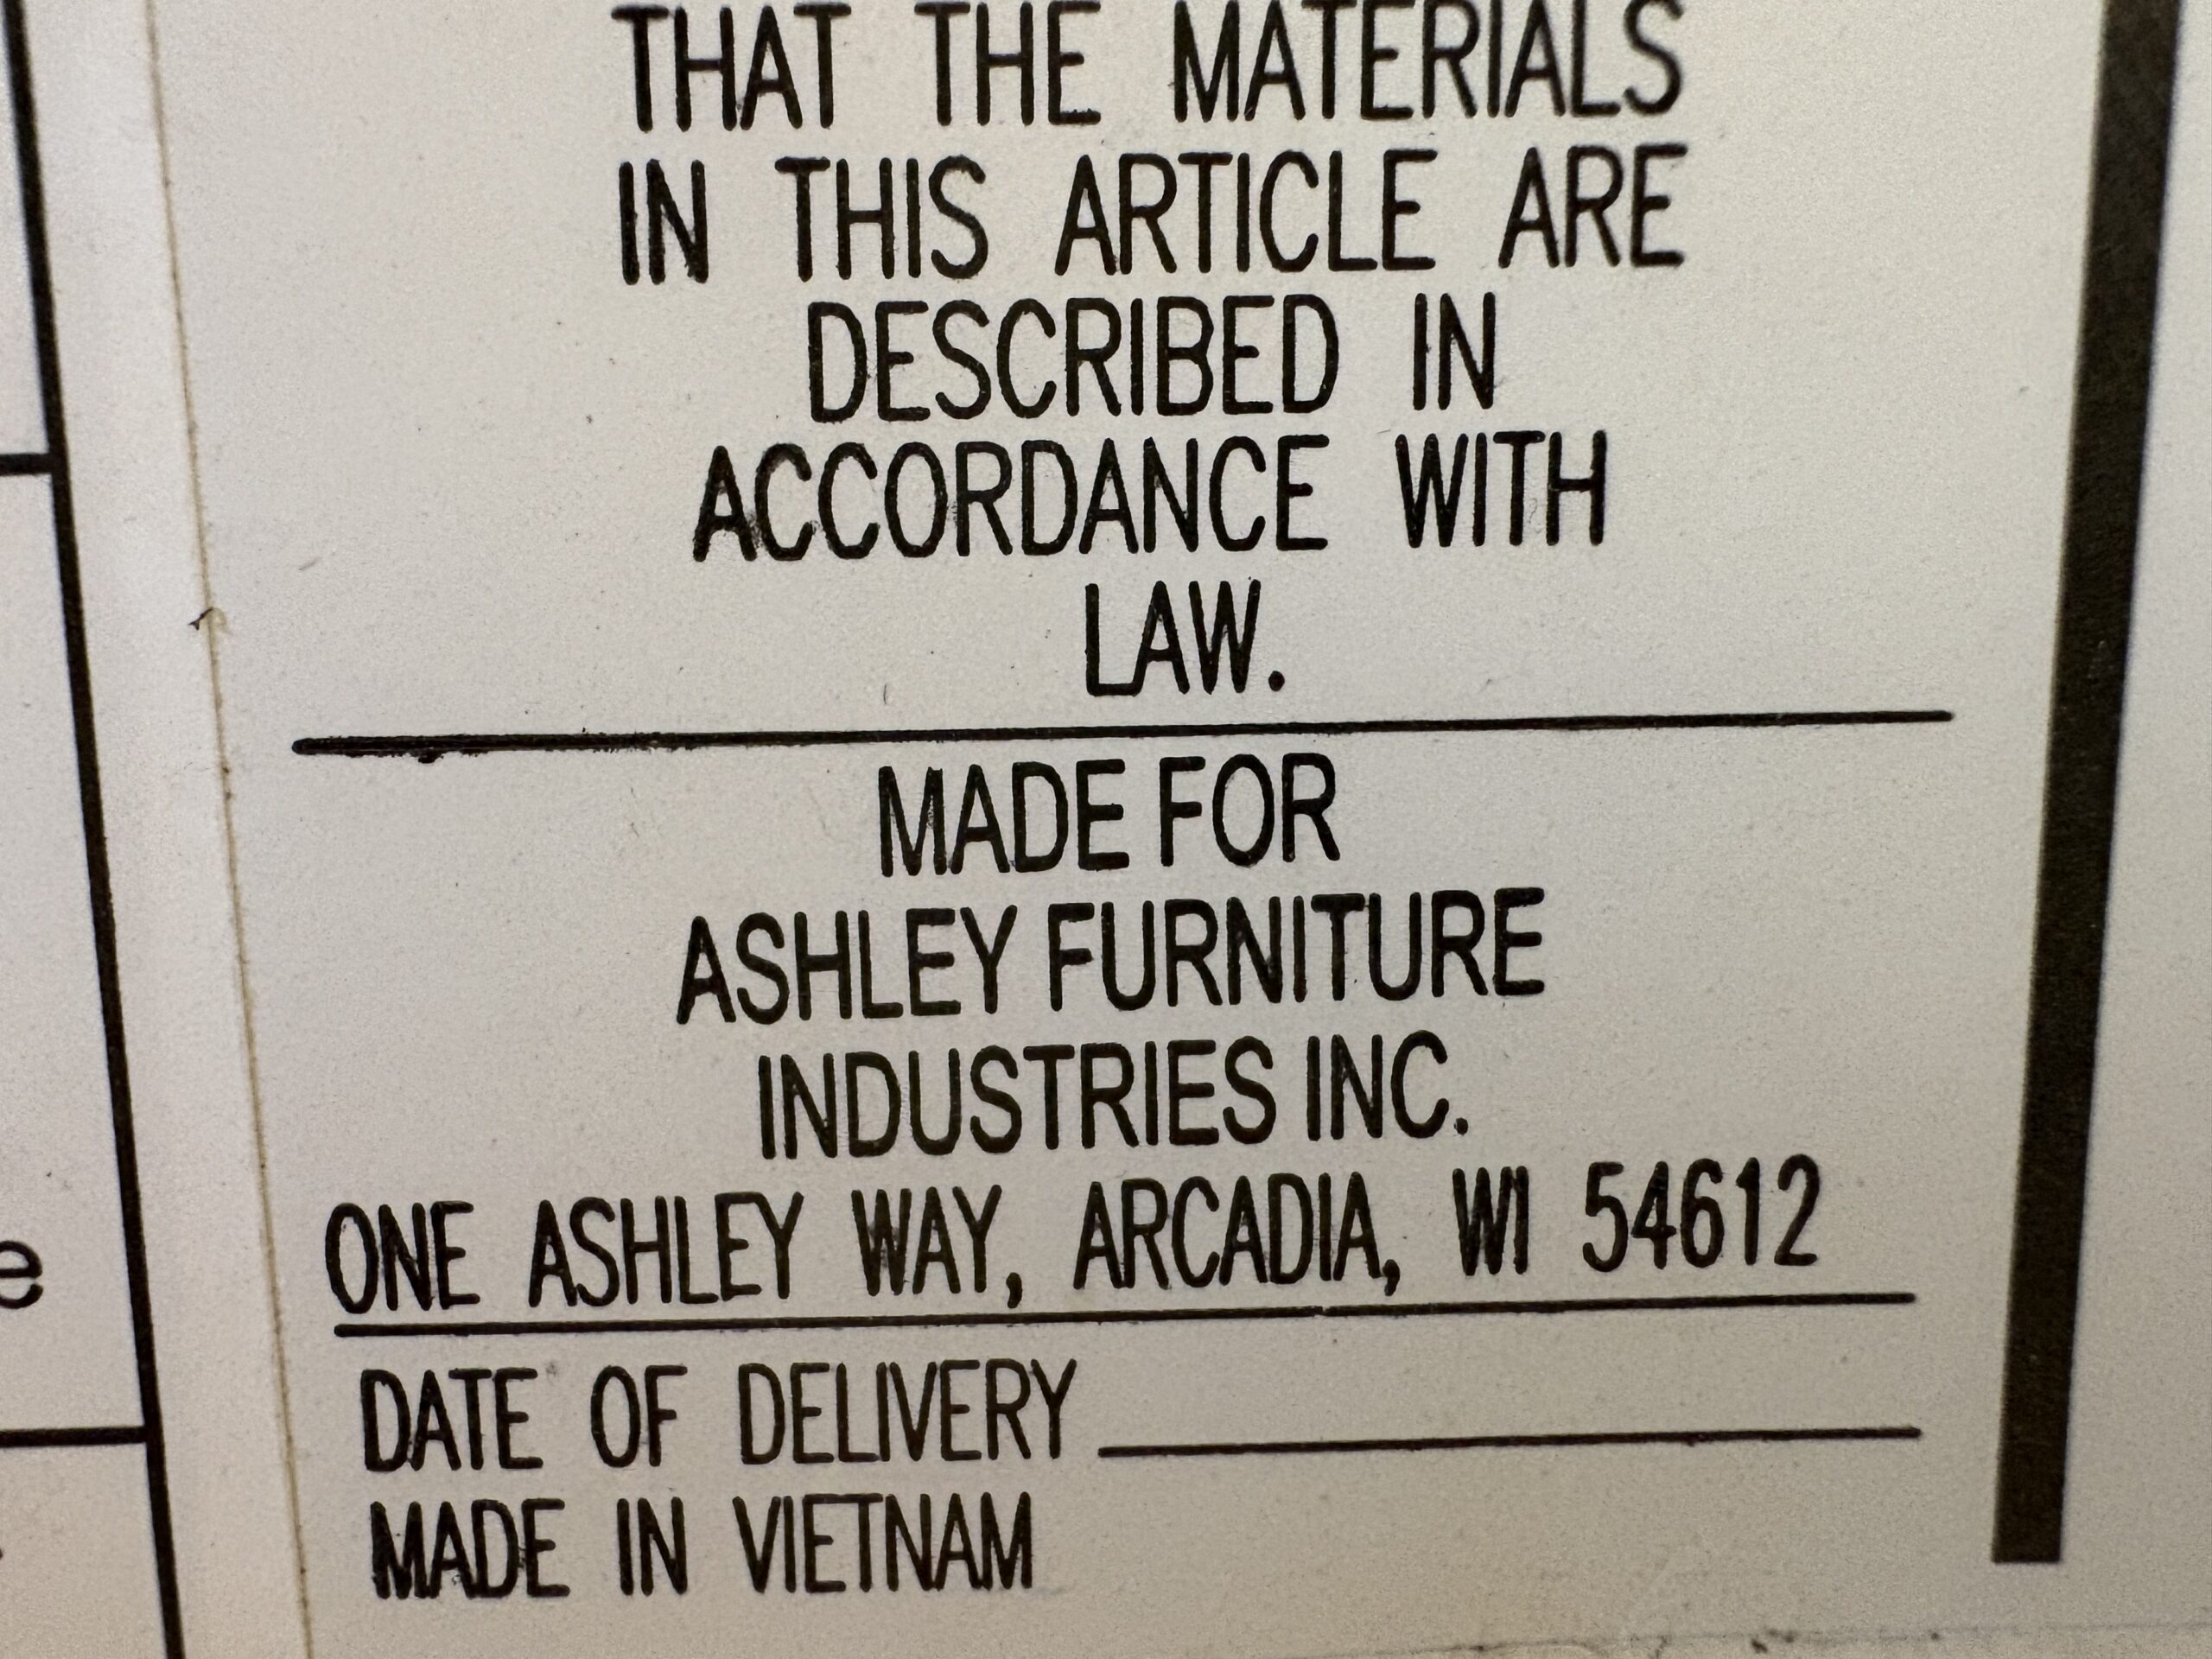 THAT THE MATERIALS
IN THIS ARTICLE ARE
DESCRIBED IN
ACCORDANCE WITH
LAW.
MADE FOR
ASHLEY FURNITURE
INDUSTRIES INC.
ONE ASHLEY WAY, ARCADIA, WI 54612
e
DATE OF DELIVERY
MADE IN VIETNAM